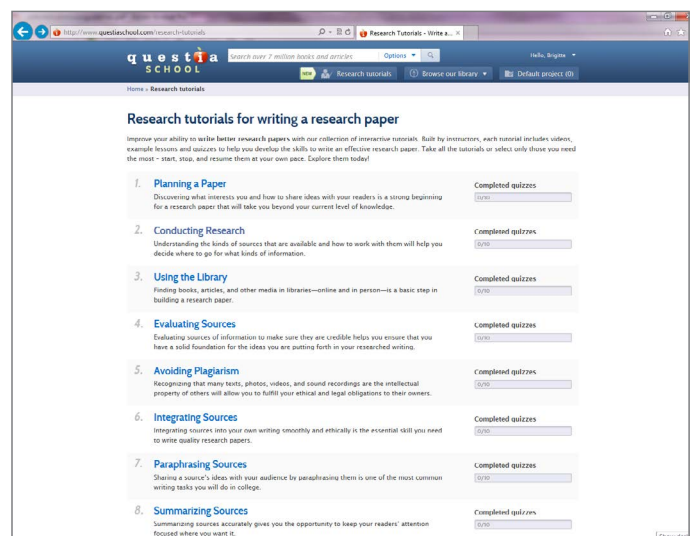 http://www.questiaschool.com/research-tutorials
Research Tutorials - Write a...
questia
SCHOOL
Search over 7 million books and articles
Options
Hello, Brigitte
NEW
Research tutorials
Browse our library
Default project (0)
Home » Research tutorials
Research tutorials for writing a research paper
Improve your ability to write better research papers with our collection of interactive tutorials. Built by instructors, each tutorial includes videos,
example lessons and quizzes to help you develop the skills to write an effective research paper. Take all the tutorials or select only those you need
the most – start, stop, and resume them at your own pace. Explore them today!
1. Planning a Paper
Discovering what interests you and how to share ideas with your readers is a strong beginning
for a research paper that will take you beyond your current level of knowledge.
Completed quizzes
0/10
2. Conducting Research
Understanding the kinds of sources that are available and how to work with them will help you
decide where to go for what kinds of information.
Completed quizzes
0/10
3. Using the Library
Finding books, articles, and other media in libraries—online and in person—is a basic step in
building a research paper.
Completed quizzes
0/10
4. Evaluating Sources
Evaluating sources of information to make sure they are credible helps you ensure that you
have a solid foundation for the ideas you are putting forth in your researched writing.
Completed quizzes
0/10
5. Avoiding Plagiarism
Recognizing that many texts, photos, videos, and sound recordings are the intellectual
property of others will allow you to fulfill your ethical and legal obligations to their owners.
Completed quizzes
0/10
6. Integrating Sources
Integrating sources into your own writing smoothly and ethically is the essential skill you need
to write quality research papers.
Completed quizzes
0/10
7. Paraphrasing Sources
Sharing a source's ideas with your audience by paraphrasing them is one of the most common
writing tasks you will do in college.
Completed quizzes
0/10
8. Summarizing Sources
Summarizing sources accurately gives you the opportunity to keep your readers' attention
focused where you want it.
Completed quizzes
0/10